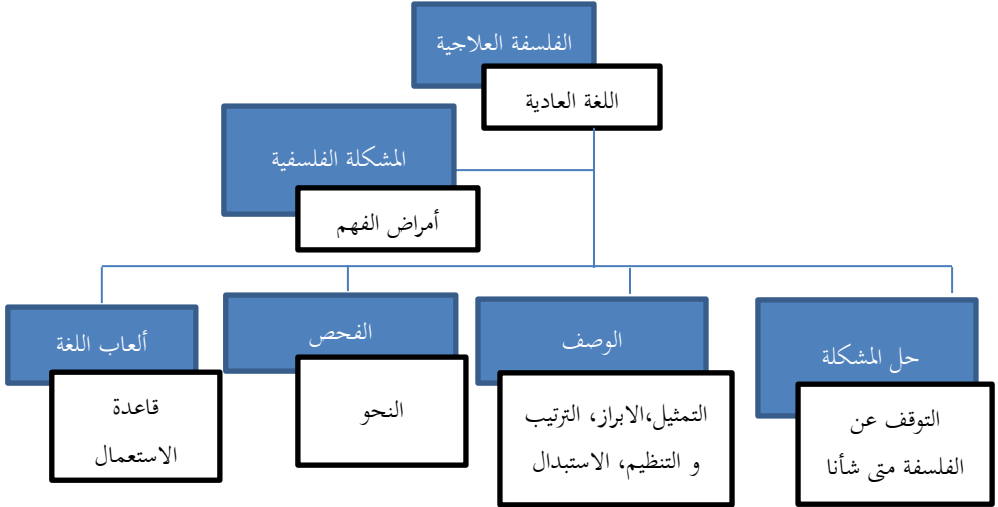 الفلسفة العلاجية
اللغة العادية
المشكلة الفلسفية
أمراض الفهم
حل المشكلة
التوقف عن
الفلسفة متى شأنا
الوصف
التمثيل،الابراز، الترتيب
و التنظيم، الاستبدال
الفحص
النحو
ألعاب اللغة
قاعدة
الاستعمال